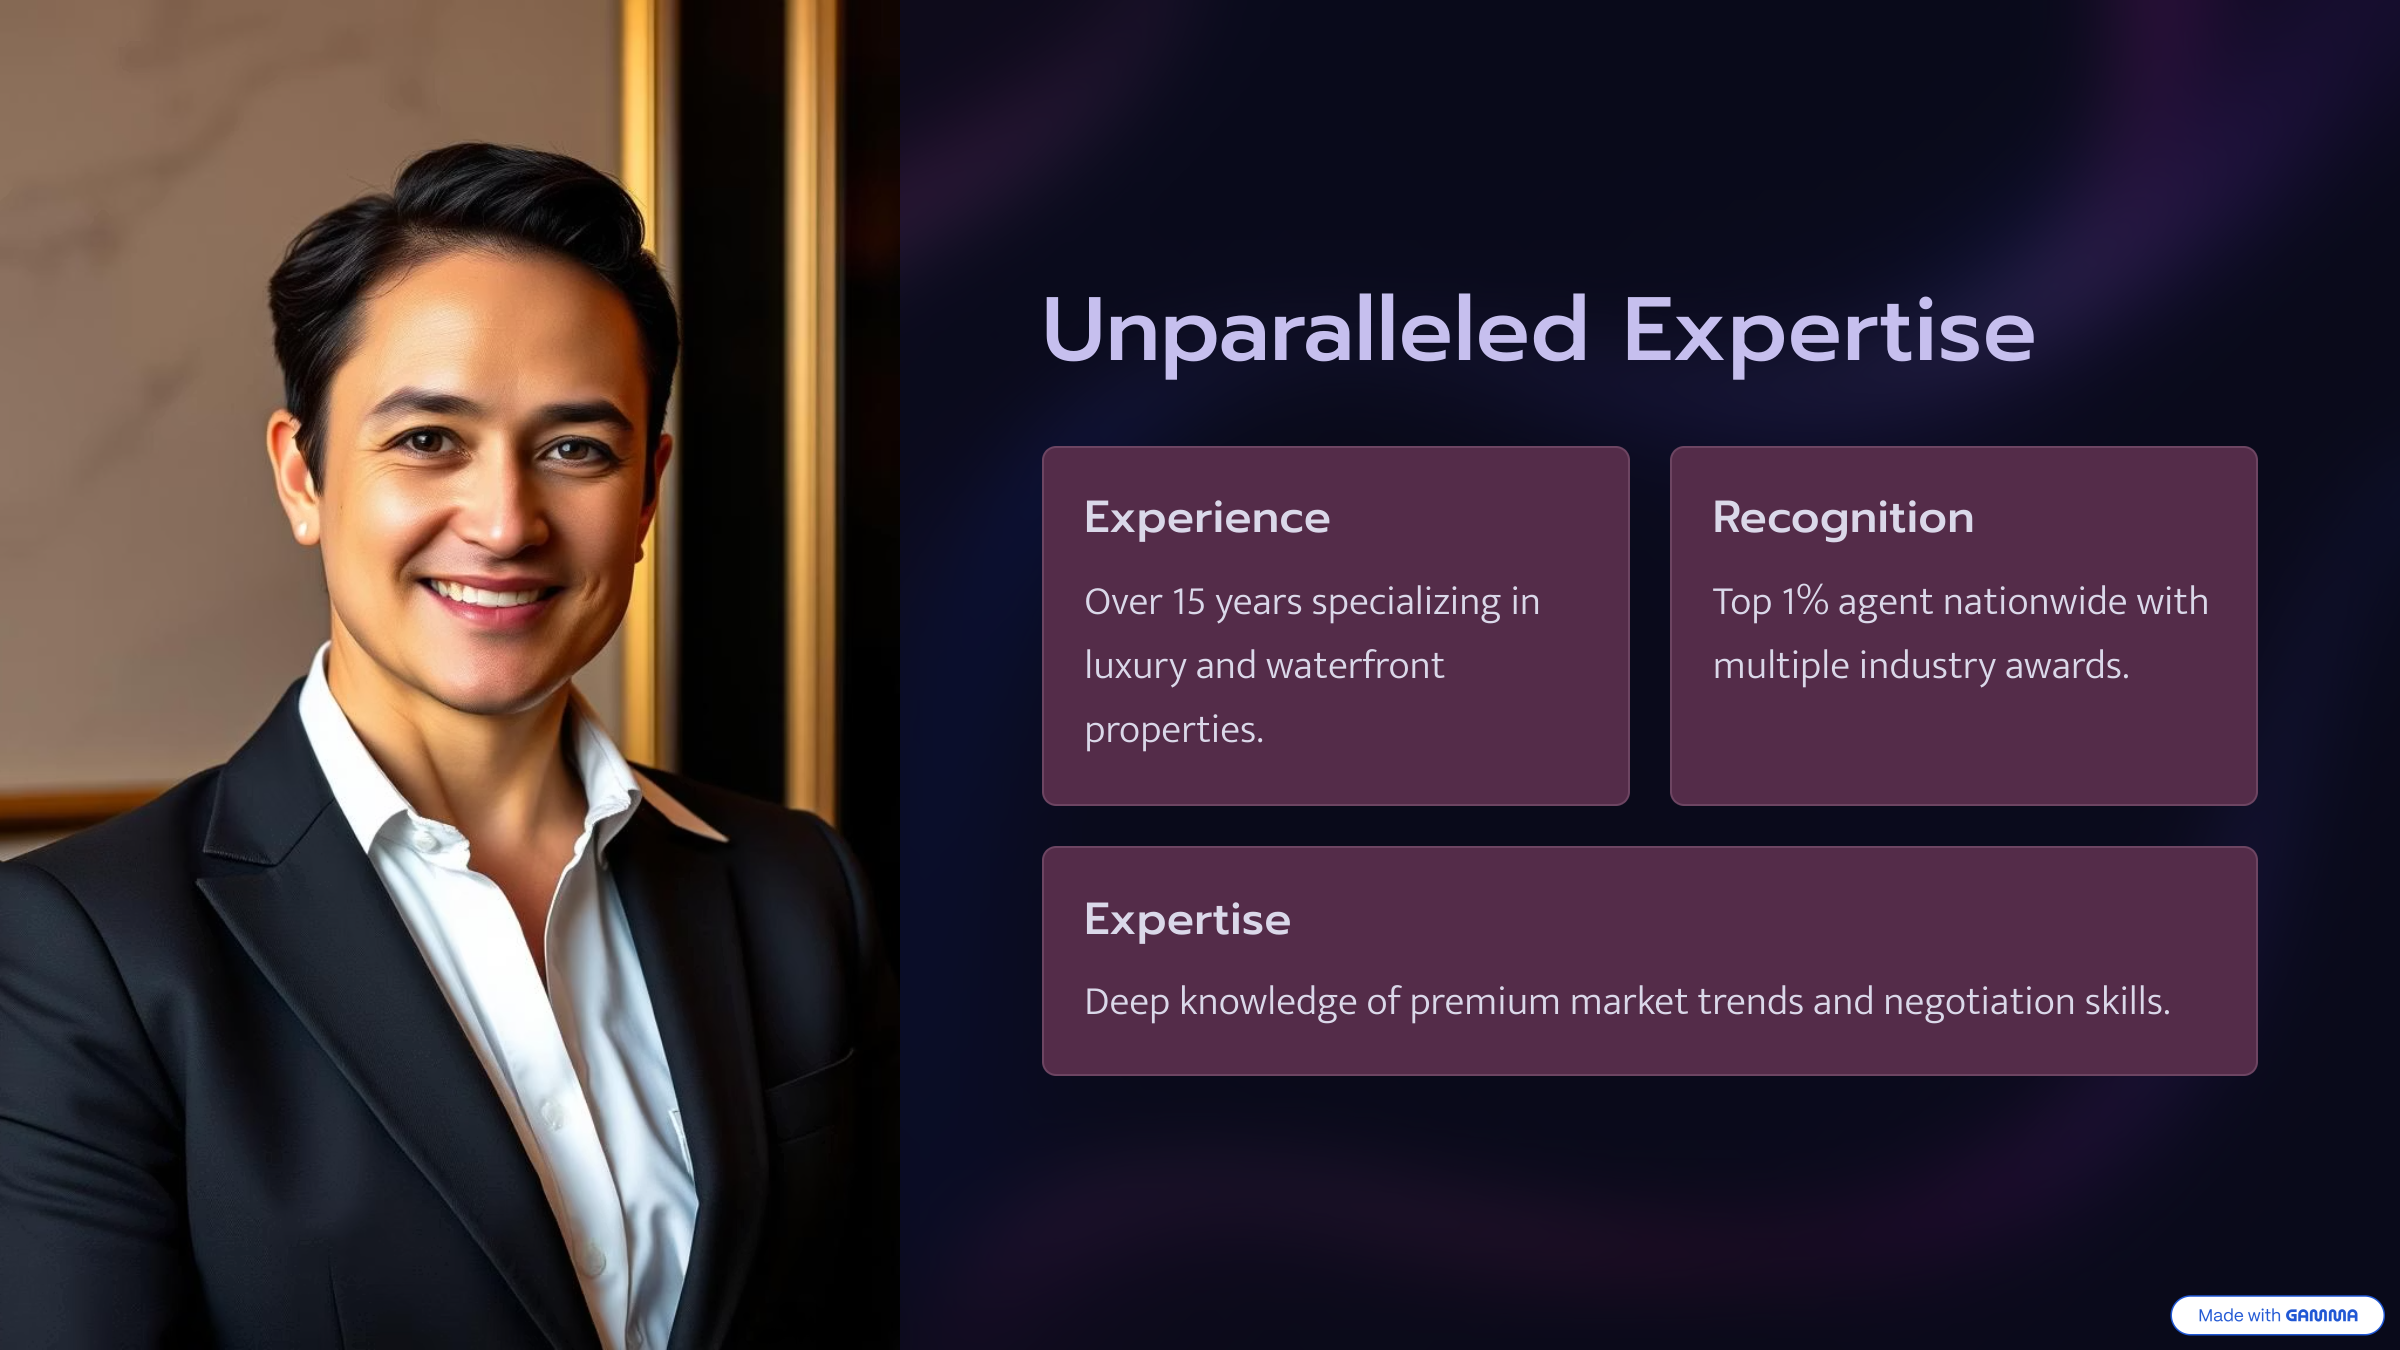 Unparalleled Expertise
Experience
Over 15 years specializing in
luxury and waterfront
properties.
Recognition
Top 1% agent nationwide with
multiple industry awards.
Expertise
Deep knowledge of premium market trends and negotiation skills.
Made with GAMMA